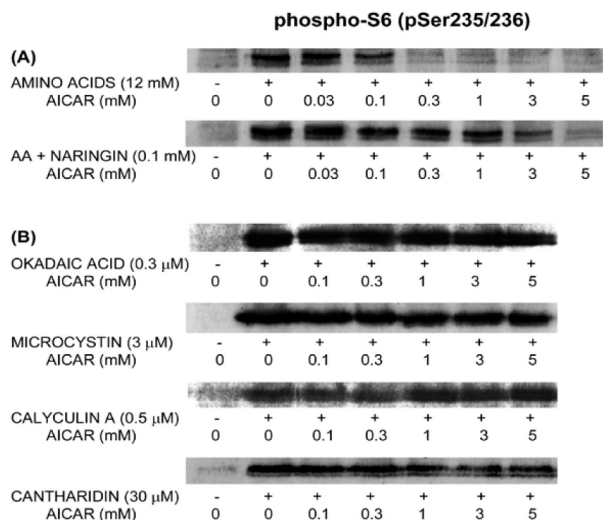 phospho-S6 (pSer235/236)
(A)
AMINO ACIDS (12 mM) - + + + + + + +
AICAR (mM) 0 0 0.03 0.1 0.3 1 3 5
AA + NARINGIN (0.1 mM) - + + + + + + +
AICAR (mM) 0 0 0.03 0.1 0.3 1 3 5
(B)
OKADAIC ACID (0.3 μM) - + + + + + +
AICAR (mM) 0 0 0.1 0.3 1 3 5
MICROCYSTIN (3 μM) - + + + + + +
AICAR (mM) 0 0 0.1 0.3 1 3 5
CALYCULIN A (0.5 μM) - + + + + + +
AICAR (mM) 0 0 0.1 0.3 1 3 5
CANTHARIDIN (30 μM) - + + + + + +
AICAR (mM) 0 0 0.1 0.3 1 3 5